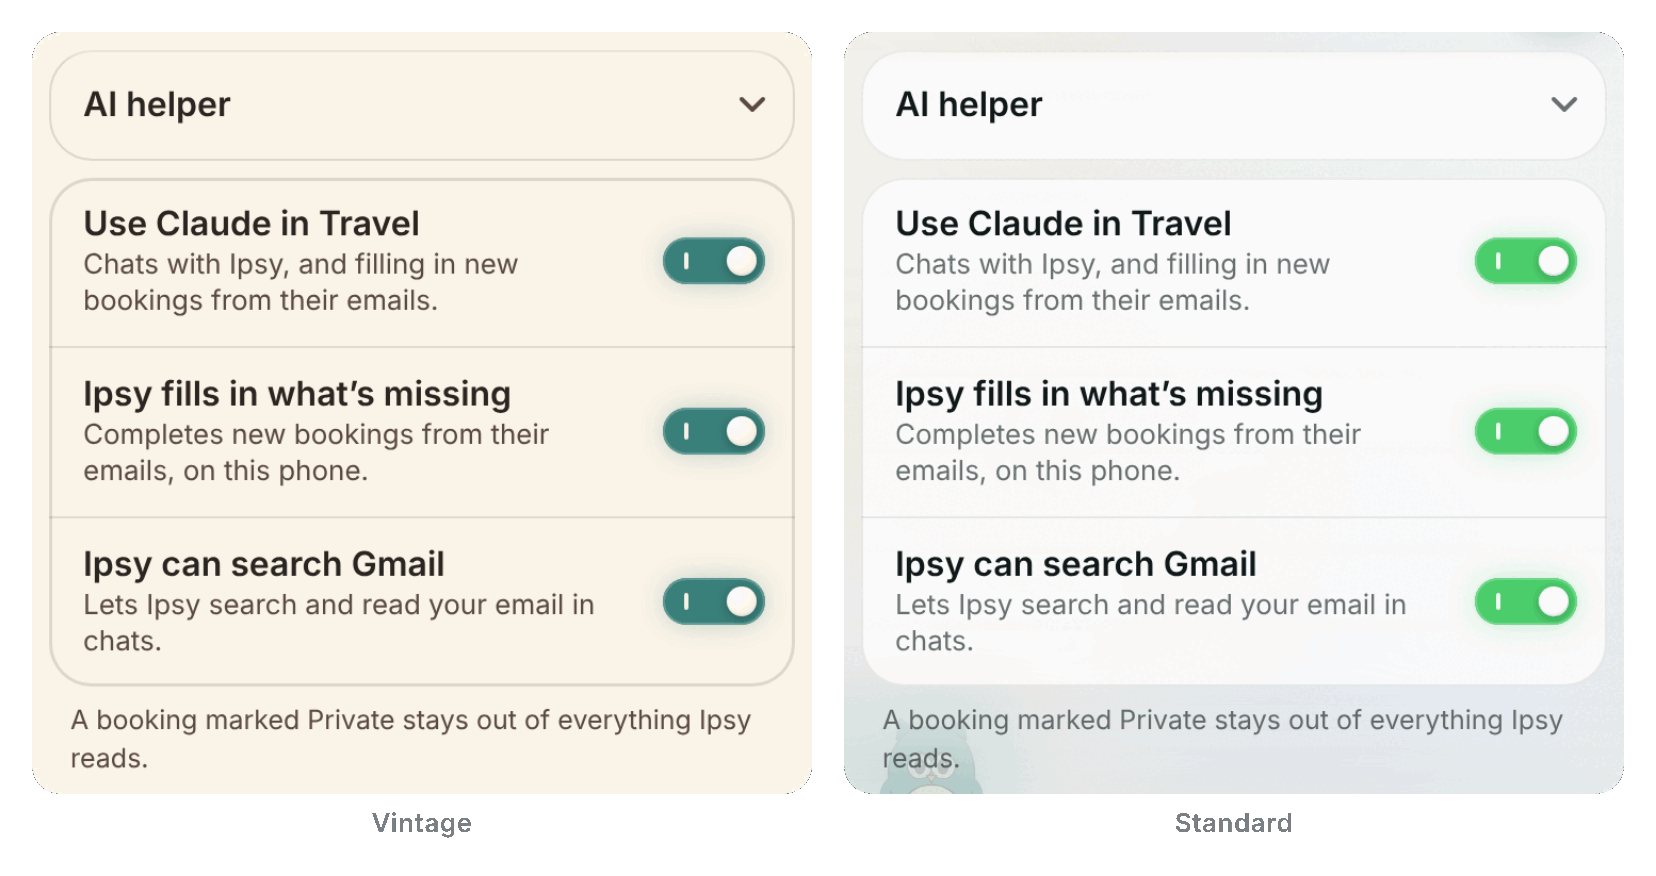 AI helper
Use Claude in Travel
Chats with Ipsy, and filling in new
bookings from their emails.
Ipsy fills in what’s missing
Completes new bookings from their
emails, on this phone.
Ipsy can search Gmail
Lets Ipsy search and read your email in
chats.
A booking marked Private stays out of everything Ipsy
reads.
Vintage
AI helper
Use Claude in Travel
Chats with Ipsy, and filling in new
bookings from their emails.
Ipsy fills in what’s missing
Completes new bookings from their
emails, on this phone.
Ipsy can search Gmail
Lets Ipsy search and read your email in
chats.
A booking marked Private stays out of everything Ipsy
reads.
Standard